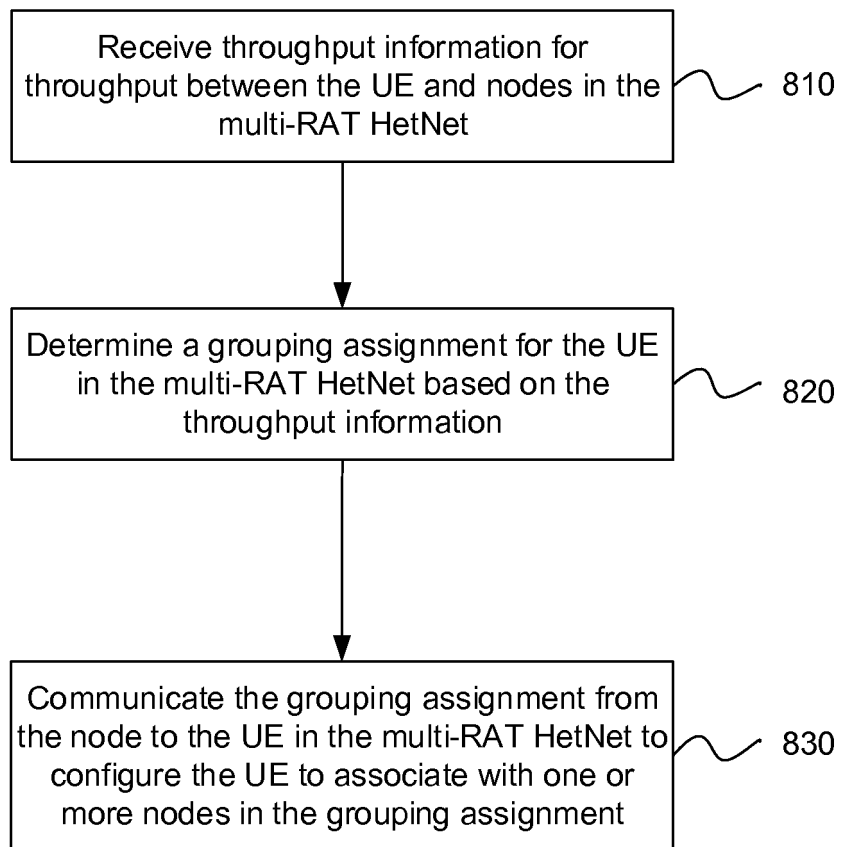 Receive throughput information for
throughput between the UE and nodes in the
multi-RAT HetNet
810
Determine a grouping assignment for the UE
in the multi-RAT HetNet based on the
throughput information
820
Communicate the grouping assignment from
the node to the UE in the multi-RAT HetNet to
configure the UE to associate with one or
more nodes in the grouping assignment
830